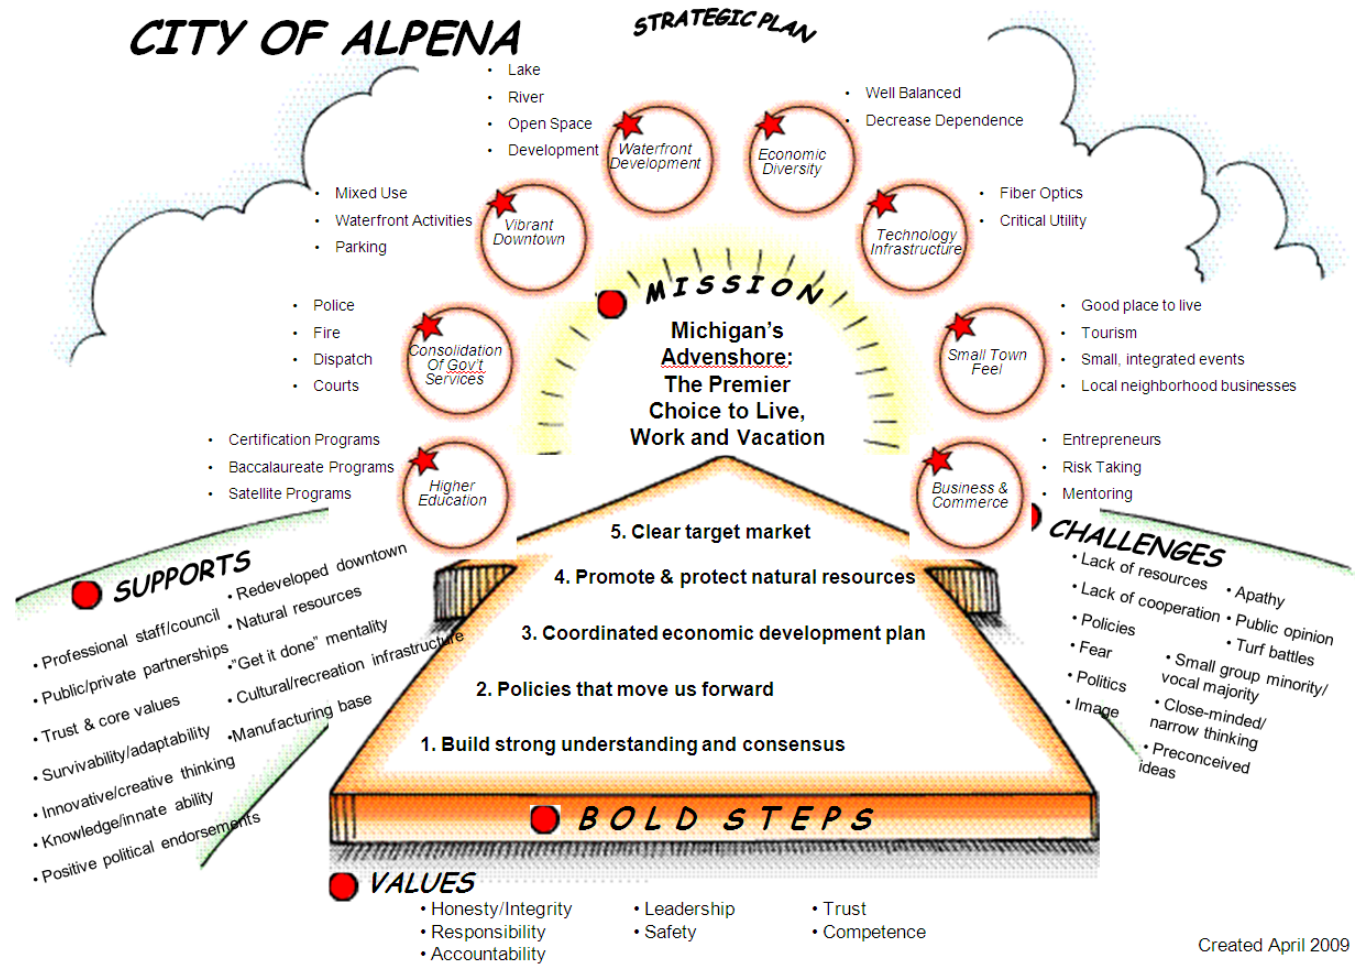 CITY OF ALPENA
STRATEGIC PLAN
• Lake
• River
• Open Space
• Development
Waterfront
Development
• Well Balanced
• Decrease Dependence
Economic
Diversity
• Mixed Use
• Waterfront Activities
• Parking
Vibrant
Downtown
• Fiber Optics
• Critical Utility
Technology
Infrastructure
• Police
• Fire
• Dispatch
• Courts
Consolidation
Of Gov't
Services
• Good place to live
• Tourism
• Small, integrated events
• Local neighborhood businesses
Small Town
Feel
• Certification Programs
• Baccalaureate Programs
• Satellite Programs
Higher
Education
• Entrepreneurs
• Risk Taking
• Mentoring
Business &
Commerce
MISSION
Michigan's
Advenshore:
The Premier
Choice to Live,
Work and Vacation
5. Clear target market
4. Promote & protect natural resources
3. Coordinated economic development plan
2. Policies that move us forward
1. Build strong understanding and consensus
BOLD STEPS
SUPPORTS
• Professional staff/council
• Public/private partnerships
• Trust & core values
• Survivability/adaptability
• Innovative/creative thinking
• Knowledge/innate ability
• Positive political endorsements
• Redeveloped downtown
• Natural resources
•"Get it done" mentality
• Cultural/recreation infrastructure
•Manufacturing base
CHALLENGES
• Lack of resources
• Lack of cooperation
• Policies
• Fear
• Politics
• Image
• Apathy
• Public opinion
• Turf battles
• Small group minority/
vocal majority
• Close-minded/
narrow thinking
• Preconceived
ideas
VALUES
• Honesty/Integrity
• Responsibility
• Accountability
• Leadership
• Safety
• Trust
• Competence
Created April 2009